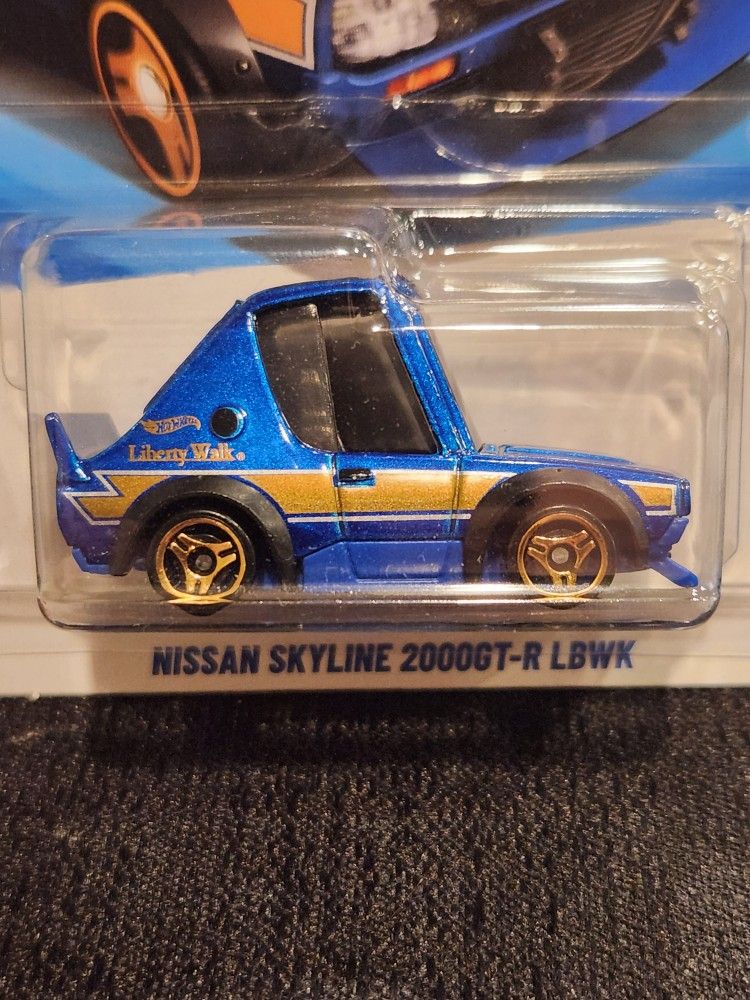 Hot Wheels
Liberty Walk®
NISSAN SKYLINE 2000GT-R LBWK